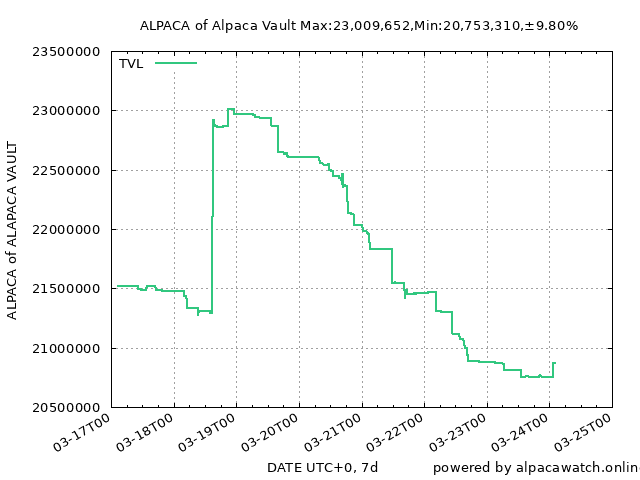 ALPACA of Alpaca Vault Max:23,009,652,Min:20,753,310,±9.80%
23500000
TVL
23000000
22500000
22000000
21500000
21000000
20500000
ALPACA of ALAPACA VAULT
03-17T00
03-18T00
03-19T00
03-20T00
03-21T00
03-22T00
03-23T00
03-24T00
03-25T00
DATE UTC+0, 7d
powered by alpacawatch.online